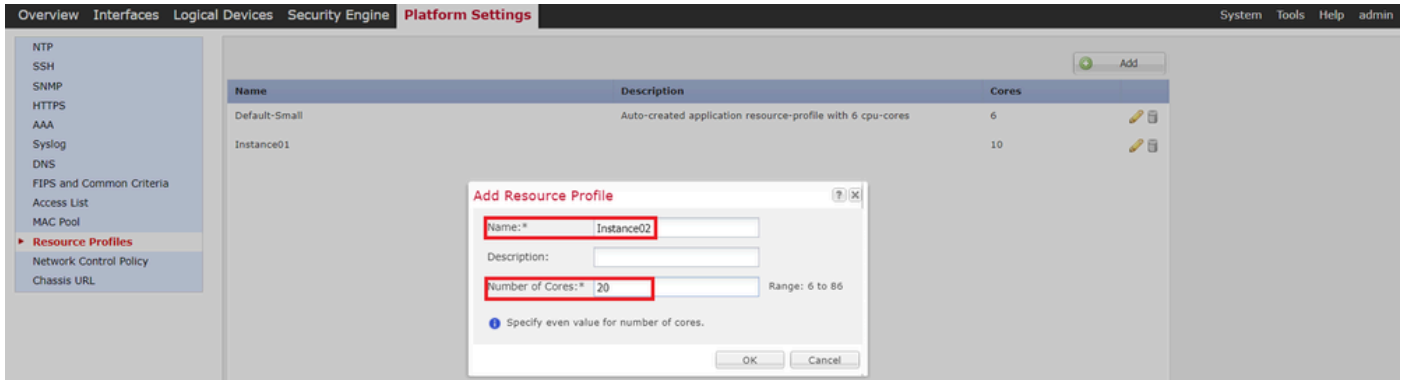 Overview Interfaces Logical Devices Security Engine Platform Settings System Tools Help admin
NTP
SSH
SNMP
HTTPS
AAA
Syslog
DNS
FIPS and Common Criteria
Access List
MAC Pool
Resource Profiles
Network Control Policy
Chassis URL
Add
Name Description Cores
Default-Small Auto-created application resource-profile with 6 cpu-cores 6
Instance01 10
Add Resource Profile ? X
Name:* Instance02
Description:
Number of Cores:* 20 Range: 6 to 86
Specify even value for number of cores.
OK Cancel